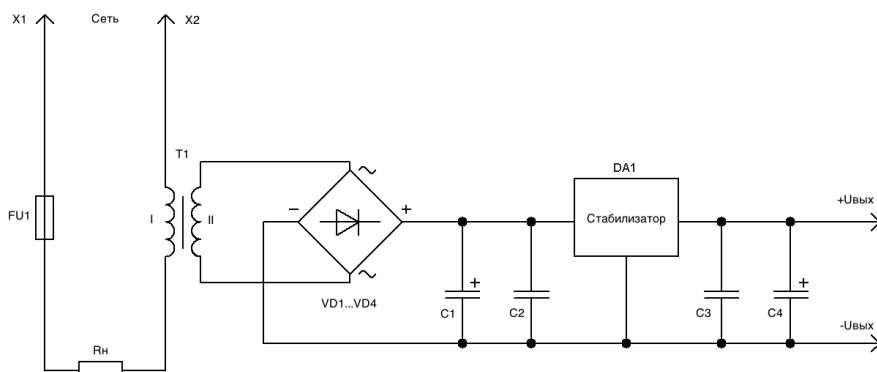 X1
Сеть
X2
T1
DA1
FU1
I
II
Стабилизатор
+Uвых
VD1...VD4
C1
C2
C3
C4
-Uвых
Rн